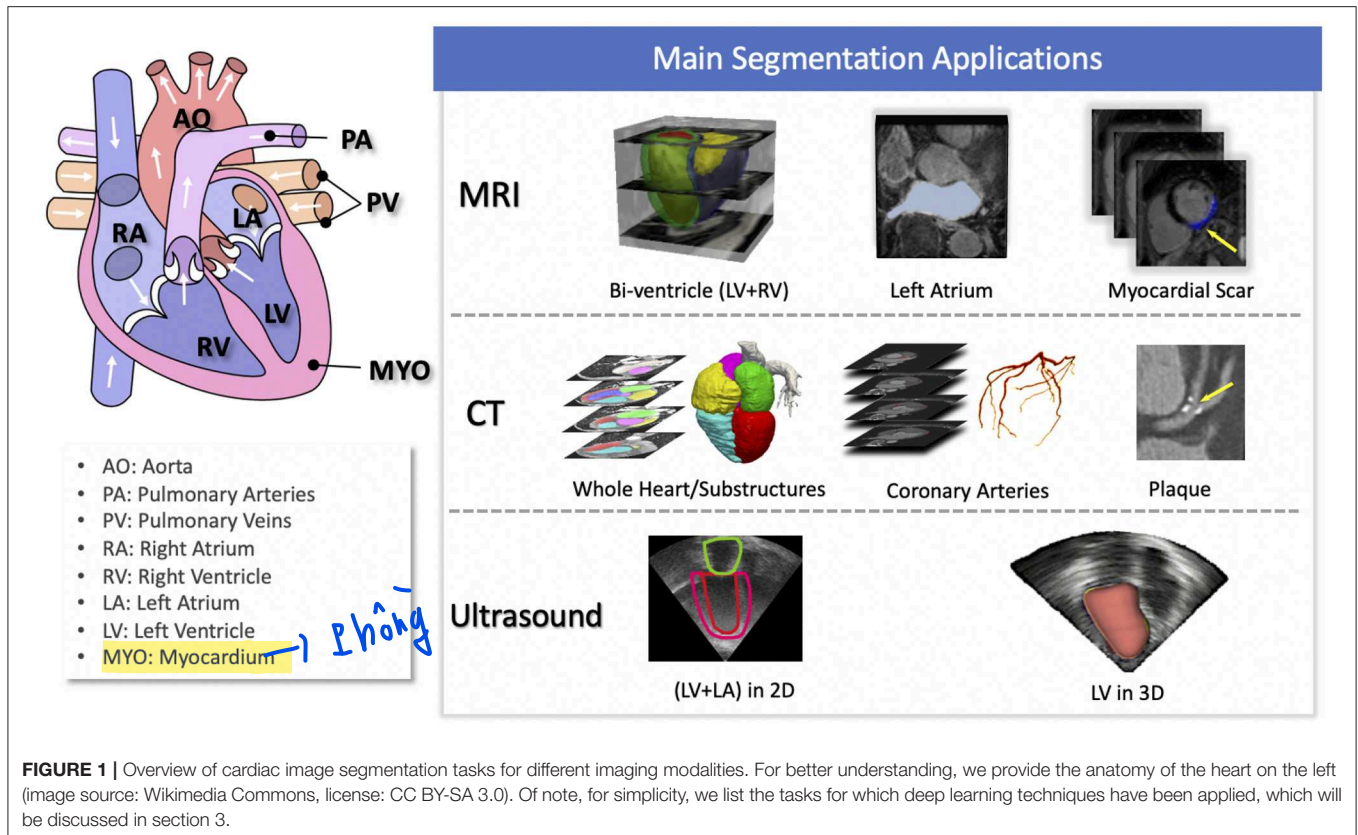 AO
PA
PV
LA
RA
LV
RV
MYO
• AO: Aorta
• PA: Pulmonary Arteries
• PV: Pulmonary Veins
• RA: Right Atrium
• RV: Right Ventricle
• LA: Left Atrium
• LV: Left Ventricle
• MYO: Myocardium
Main Segmentation Applications
MRI
Bi-ventricle (LV+RV)
Left Atrium
Myocardial Scar
CT
Whole Heart/Substructures
Coronary Arteries
Plaque
Ultrasound
(LV+LA) in 2D
LV in 3D
FIGURE 1 | Overview of cardiac image segmentation tasks for different imaging modalities. For better understanding, we provide the anatomy of the heart on the left
(image source: Wikimedia Commons, license: CC BY-SA 3.0). Of note, for simplicity, we list the tasks for which deep learning techniques have been applied, which will
be discussed in section 3.